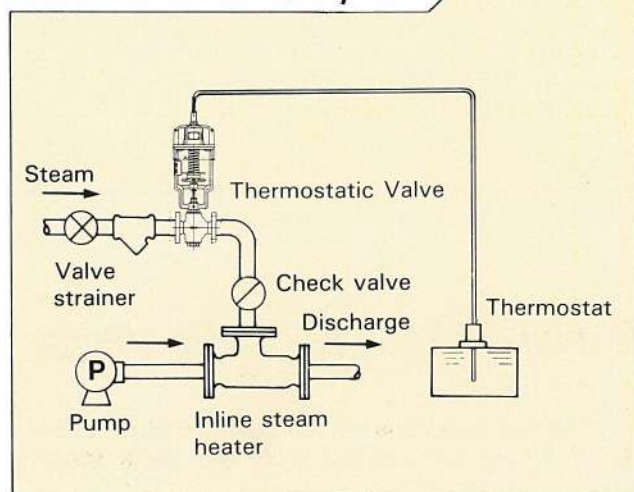 Steam
Thermostatic Valve
Valve
strainer
Check valve
Discharge
Thermostat
P
Pump
Inline steam
heater